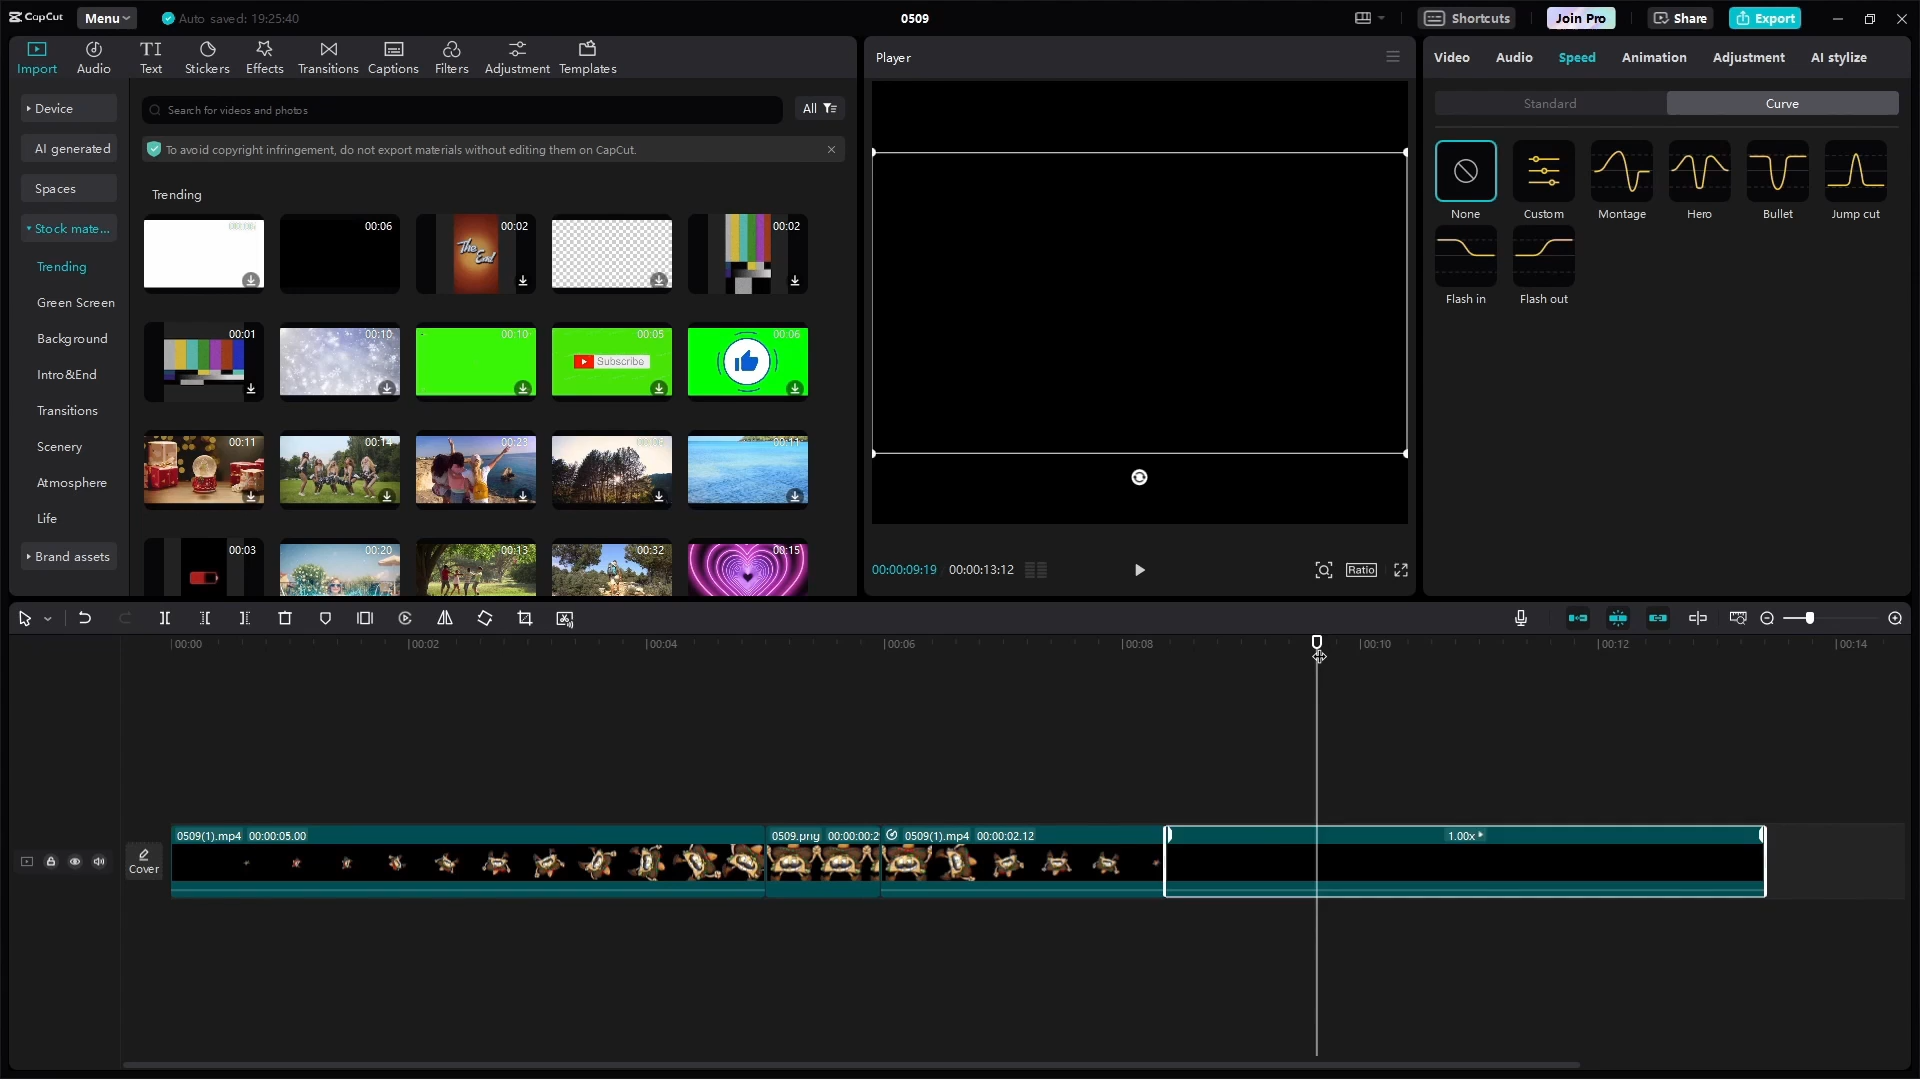 CapCut
Menu
Auto saved: 19:25:40
0509
Shortcuts
Join Pro
Share
Export
Import
Audio
Text
Stickers
Effects
Transitions
Captions
Filters
Adjustment
Templates
Device
AI generated
Spaces
Stock mate...
Trending
Green Screen
Background
Intro&End
Transitions
Scenery
Atmosphere
Life
Brand assets
Search for videos and photos
All
To avoid copyright infringement, do not export materials without editing them on CapCut.
Trending
00:06
The End
00:02
00:02
00:01
00:10
00:10
Subscribe
00:05
00:06
00:11
00:14
00:23
00:11
00:03
00:20
00:13
00:32
00:15
Player
00:00:09:19
00:00:13:12
Ratio
Video
Audio
Speed
Animation
Adjustment
AI stylize
Standard
Curve
None
Custom
Montage
Hero
Bullet
Jump cut
Flash in
Flash out
00:00
00:02
00:04
00:06
00:08
00:10
00:12
00:14
Cover
0509(1).mp4 00:00:05:00
0509.png 00:00:00:2
0509(1).mp4 00:00:02:12
1.00x